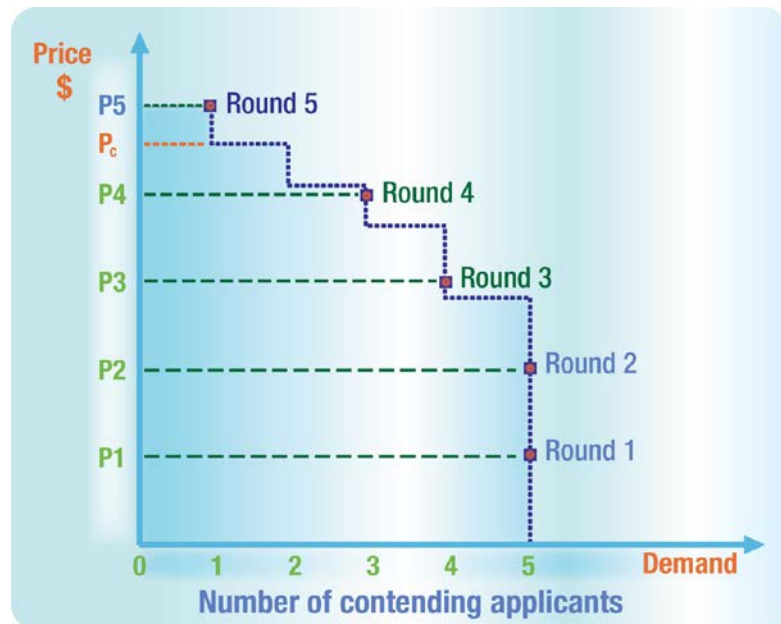 Price
$
P5
Round 5
Pc
P4
Round 4
P3
Round 3
P2
Round 2
P1
Round 1
0 1 2 3 4 5 Demand
Number of contending applicants